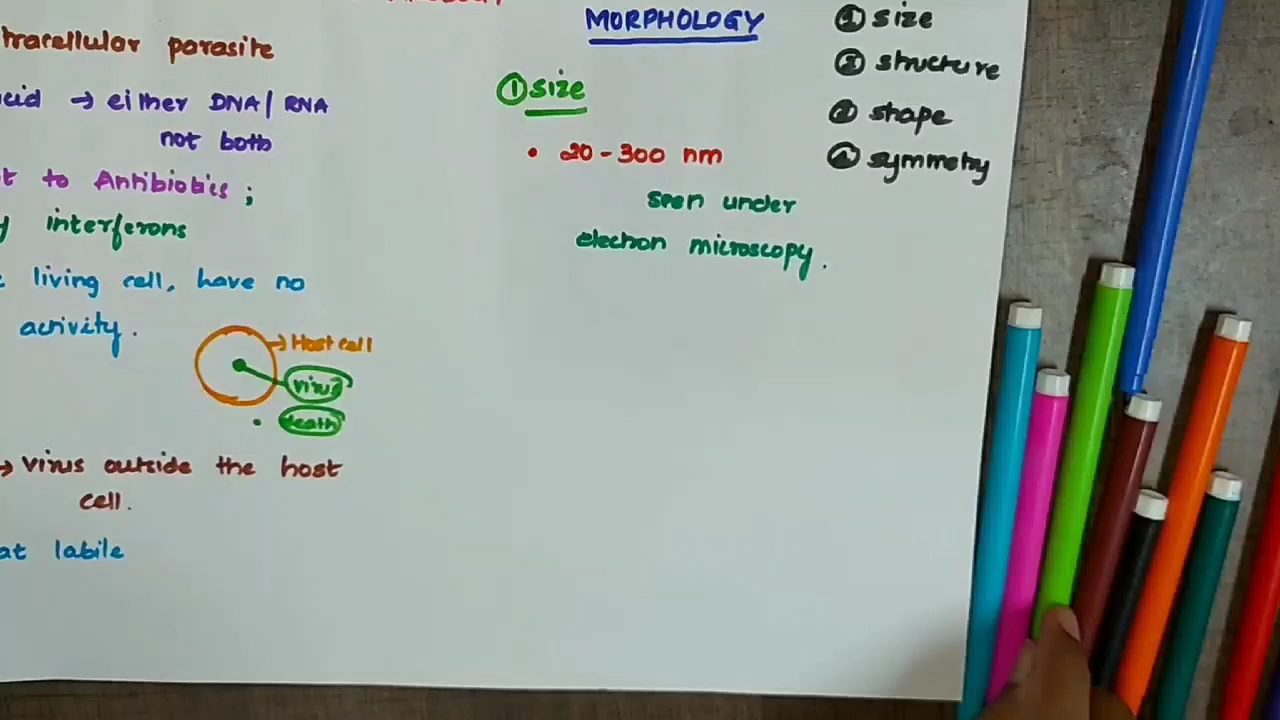 tracellular parasite
cid → either DNA/RNA
not both
t to Antibiotics ;
y interferons
living cell, have no
activity.
→ Host cell
virus
• death
→ virus outside the host
cell.
at labile
MORPHOLOGY
① size
• 20-300 nm
seen under
electron microscopy.
① size
③ structure
② shape
④ symmetry